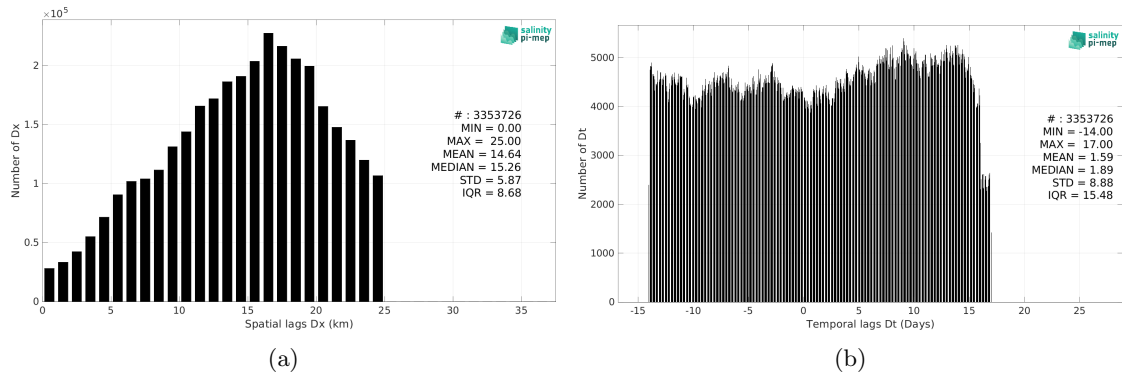 ×10⁵
salinity
pi-mep
2
1.5
1
0.5
0
Number of Dx
# : 3353726
MIN = 0.00
MAX = 25.00
MEAN = 14.64
MEDIAN = 15.26
STD = 5.87
IQR = 8.68
0 5 10 15 20 25 30 35
Spatial lags Dx (km)
(a)
salinity
pi-mep
5000
4000
3000
2000
1000
0
Number of Dt
# : 3353726
MIN = -14.00
MAX = 17.00
MEAN = 1.59
MEDIAN = 1.89
STD = 8.88
IQR = 15.48
-15 -10 -5 0 5 10 15 20 25
Temporal lags Dt (Days)
(b)